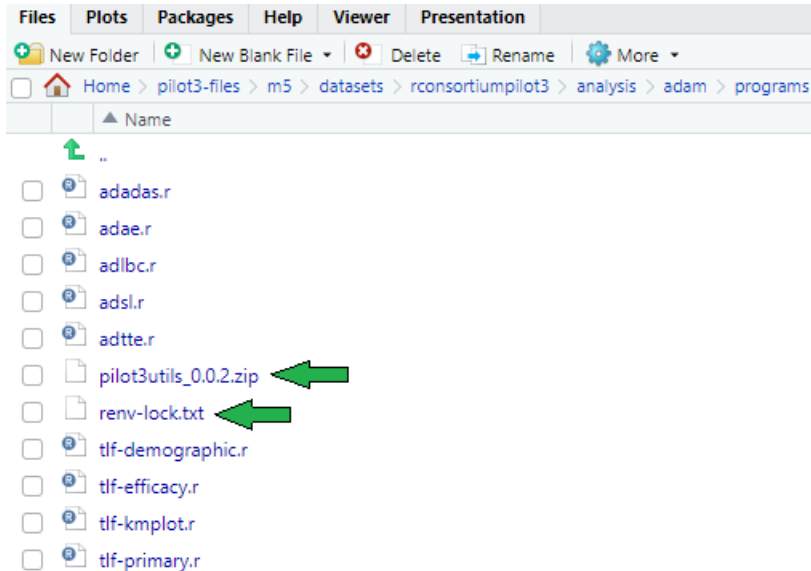 Files Plots Packages Help Viewer Presentation
New Folder New Blank File Delete Rename More
Home > pilot3-files > m5 > datasets > rconsortiumpilot3 > analysis > adam > programs
Name
..
adadas.r
adae.r
adlbc.r
adsl.r
adtte.r
pilot3utils_0.0.2.zip
renv-lock.txt
tlf-demographic.r
tlf-efficacy.r
tlf-kmplot.r
tlf-primary.r